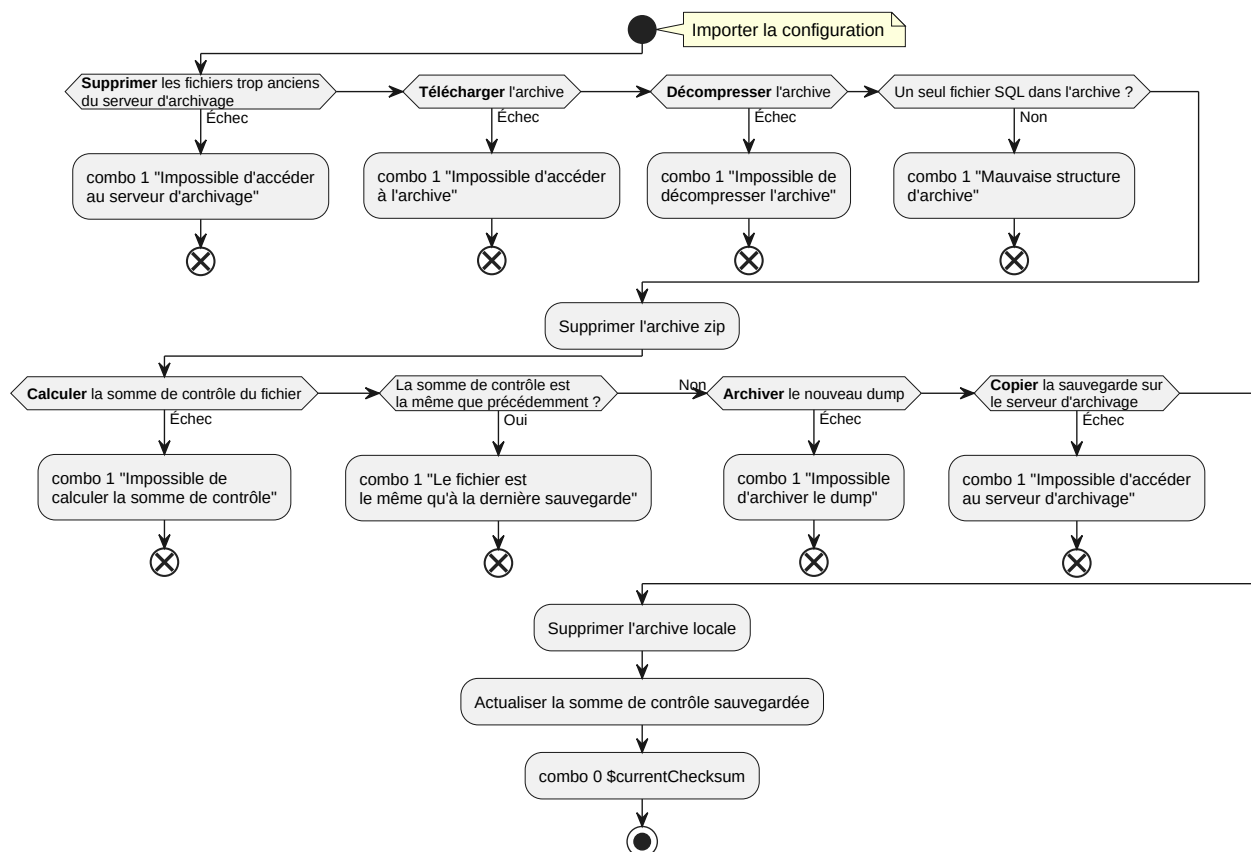 Importer la configuration
Supprimer les fichiers trop anciens
du serveur d'archivage
Télécharger l'archive
Décompresser l'archive
Un seul fichier SQL dans l'archive ?
Échec
Échec
Échec
Non
combo 1 "Impossible d'accéder
au serveur d'archivage"
combo 1 "Impossible d'accéder
à l'archive"
combo 1 "Impossible de
décompresser l'archive"
combo 1 "Mauvaise structure
d'archive"
Supprimer l'archive zip
Calculer la somme de contrôle du fichier
La somme de contrôle est
la même que précédemment ?
Non
Archiver le nouveau dump
Copier la sauvegarde sur
le serveur d'archivage
Échec
Oui
Échec
Échec
combo 1 "Impossible de
calculer la somme de contrôle"
combo 1 "Le fichier est
le même qu'à la dernière sauvegarde"
combo 1 "Impossible
d'archiver le dump"
combo 1 "Impossible d'accéder
au serveur d'archivage"
Supprimer l'archive locale
Actualiser la somme de contrôle sauvegardée
combo 0 $currentChecksum